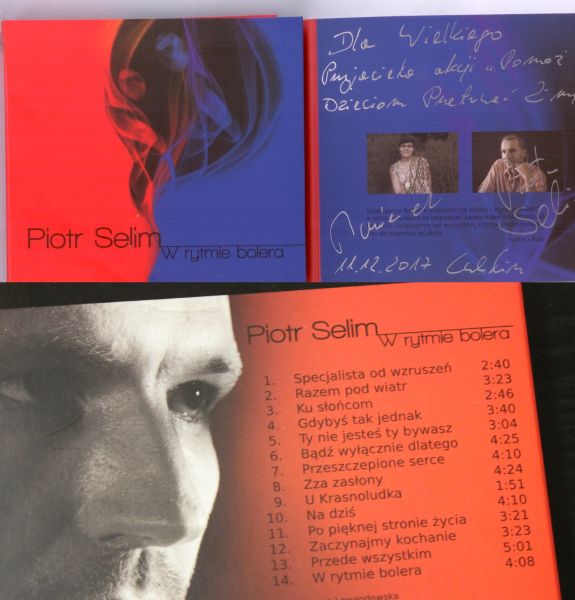 Piotr Selim
W rytmie bolera
Dla Wielkiego
Przyjaciela akcji "Pomóż
Dzieciom Przetrwać Zimę
11.12.2017
Hania i Piotr
Piotr Selim W rytmie bolera
1. Specjalista od wzruszeń 2:40
2. Razem pod wiatr 3:23
3. Ku słońcom 2:46
4. Gdybyś tak jednak 3:40
5. Ty nie jesteś ty bywasz 3:04
6. Bądź wyłącznie dlatego 4:25
7. Przeszczepione serce 4:10
8. Zza zasłony 4:24
9. U Krasnoludka 1:51
10. Na dziś 4:10
11. Po pięknej stronie życia 3:21
12. Zaczynajmy kochanie 3:23
13. Przede wszystkim 5:01
14. W rytmie bolera 4:08